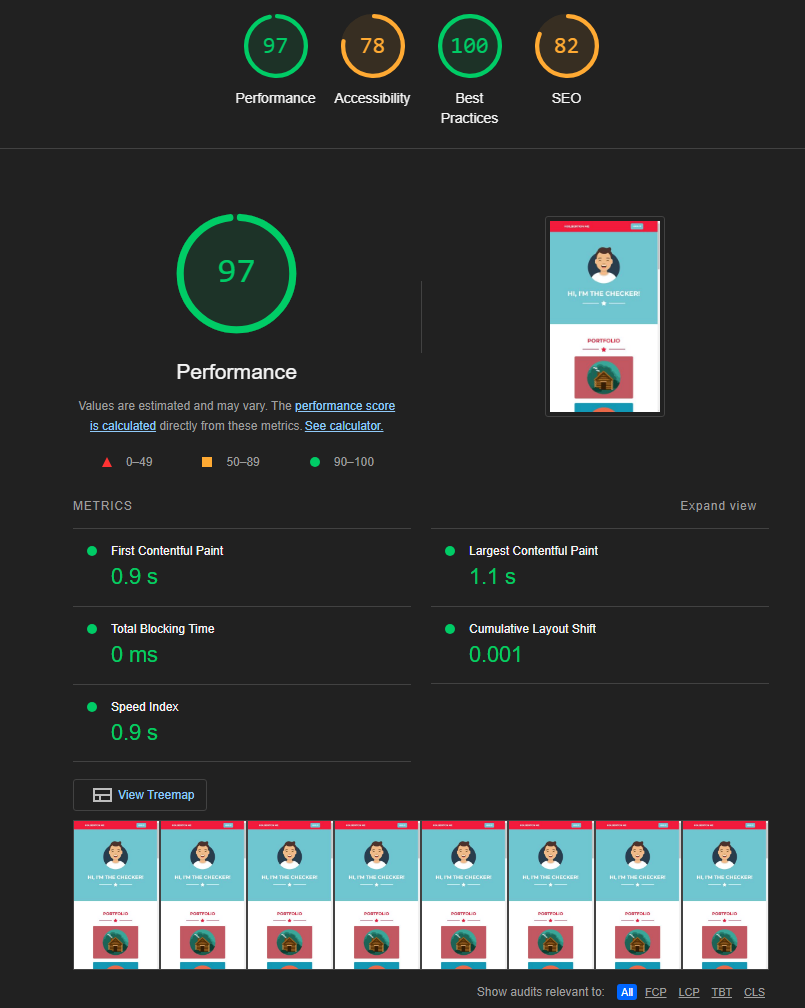 97
78
100
82
Performance
Accessibility
Best
Practices
SEO
97
HI, I'M THE CHECKER!
PORTFOLIO
Performance
Values are estimated and may vary. The performance score
is calculated directly from these metrics. See calculator.
0–49
50–89
90–100
METRICS
Expand view
First Contentful Paint
0.9 s
Largest Contentful Paint
1.1 s
Total Blocking Time
0 ms
Cumulative Layout Shift
0.001
Speed Index
0.9 s
View Treemap
HI, I'M THE CHECKER! HI, I'M THE CHECKER! HI, I'M THE CHECKER! HI, I'M THE CHECKER! HI, I'M THE CHECKER! HI, I'M THE CHECKER! HI, I'M THE CHECKER! HI, I'M THE CHECKER!
PORTFOLIO PORTFOLIO PORTFOLIO PORTFOLIO PORTFOLIO PORTFOLIO PORTFOLIO PORTFOLIO
Show audits relevant to: All FCP LCP TBT CLS